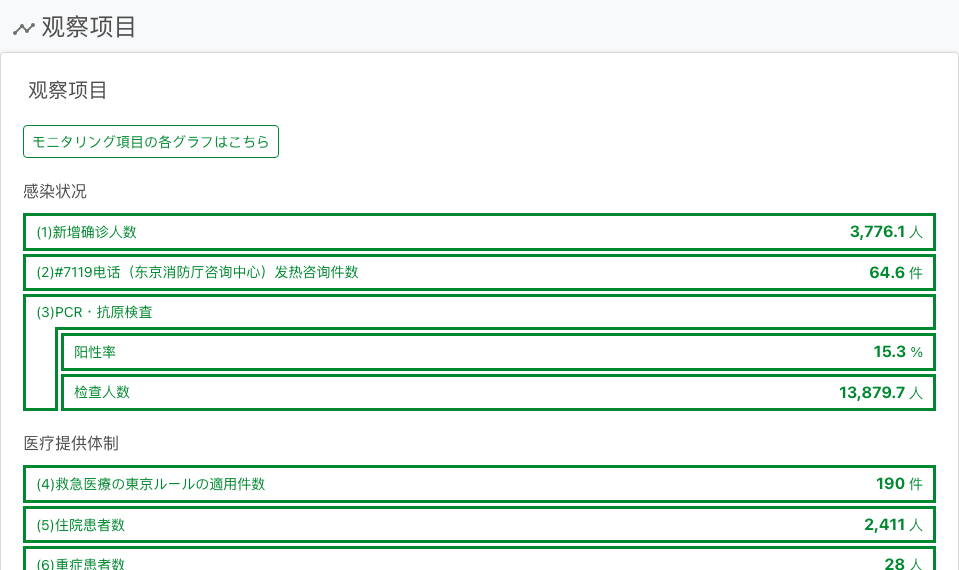 观察项目
观察项目
モニタリング項目の各グラフはこちら
感染状况
(1)新增确诊人数 3,776.1 人
(2)#7119电话（东京消防厅咨询中心）发热咨询件数 64.6 件
(3)PCR・抗原検査
阳性率 15.3 %
检查人数 13,879.7 人
医疗提供体制
(4)救急医療の東京ルールの適用件数 190 件
(5)住院患者数 2,411 人
(6)重症患者数 28 人